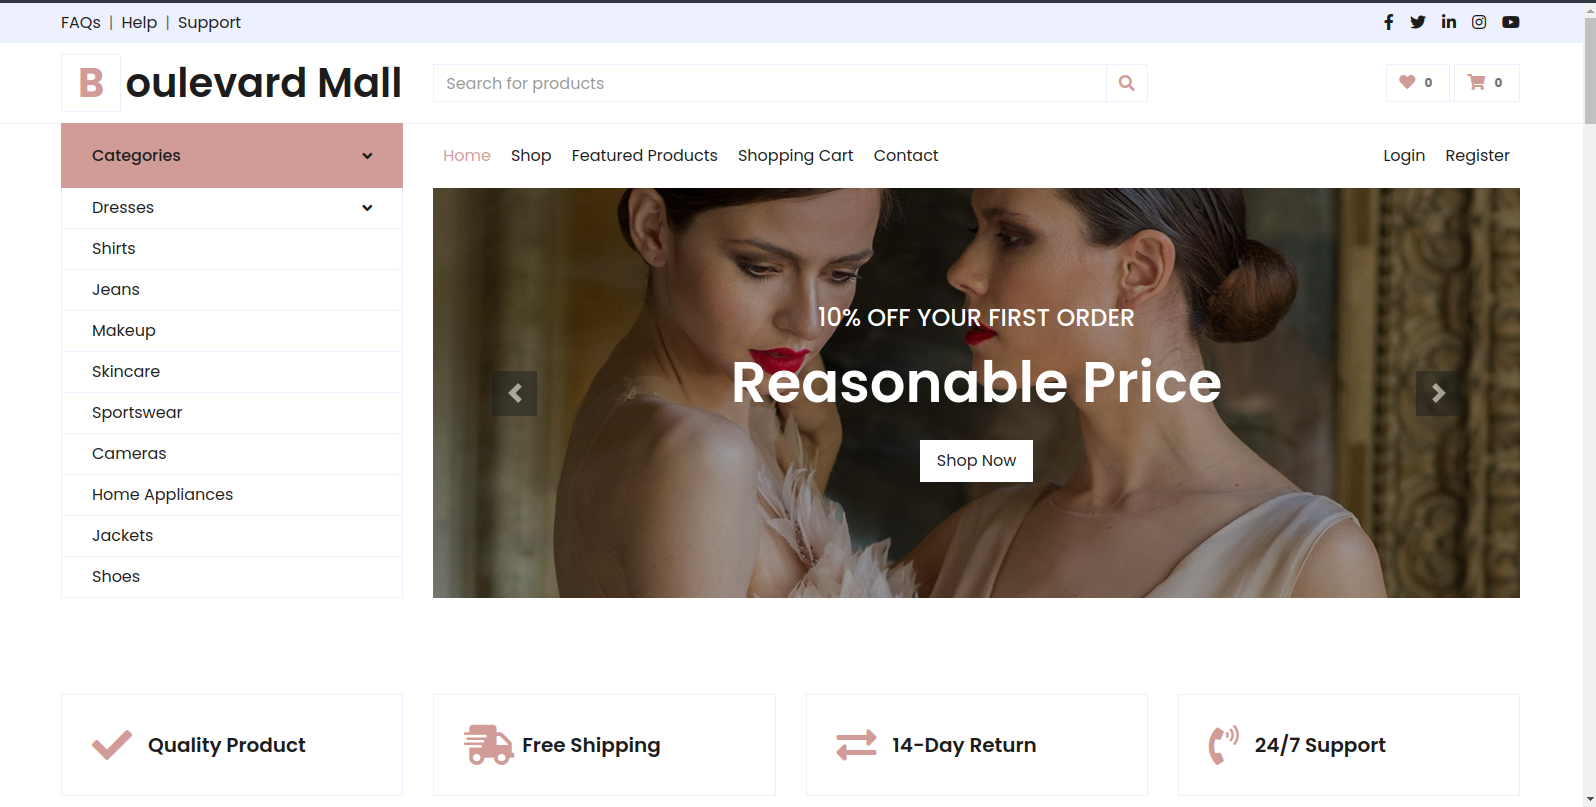 FAQs | Help | Support
Boulevard Mall
Search for products
0 0
Categories
Home Shop Featured Products Shopping Cart Contact Login Register
Dresses
Shirts
Jeans
Makeup
Skincare
Sportswear
Cameras
Home Appliances
Jackets
Shoes
10% OFF YOUR FIRST ORDER
Reasonable Price
Shop Now
Quality Product
Free Shipping
14-Day Return
24/7 Support